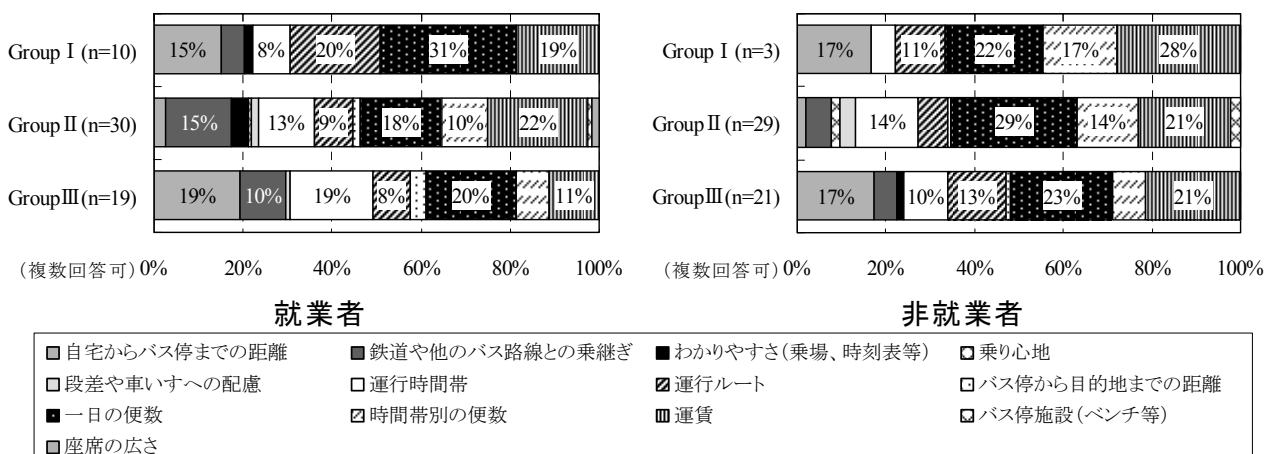 Group I (n=10) 15% 8% 20% 31% 19%
Group II (n=30) 15% 13% 9% 18% 10% 22%
GroupIII(n=19) 19% 10% 19% 8% 20% 11%
(複数回答可) 0% 20% 40% 60% 80% 100%
就業者
Group I (n=3) 17% 11% 22% 17% 28%
Group II (n=29) 14% 29% 14% 21%
GroupIII(n=21) 17% 10% 13% 23% 21%
(複数回答可) 0% 20% 40% 60% 80% 100%
非就業者
自宅からバス停までの距離 鉄道や他のバス路線との乗継ぎ わかりやすさ(乗場、時刻表等) 乗り心地
段差や車いすへの配慮 運行時間帯 運行ルート バス停から目的地までの距離
一日の便数 時間帯別の便数 運賃 バス停施設(ベンチ等)
座席の広さ